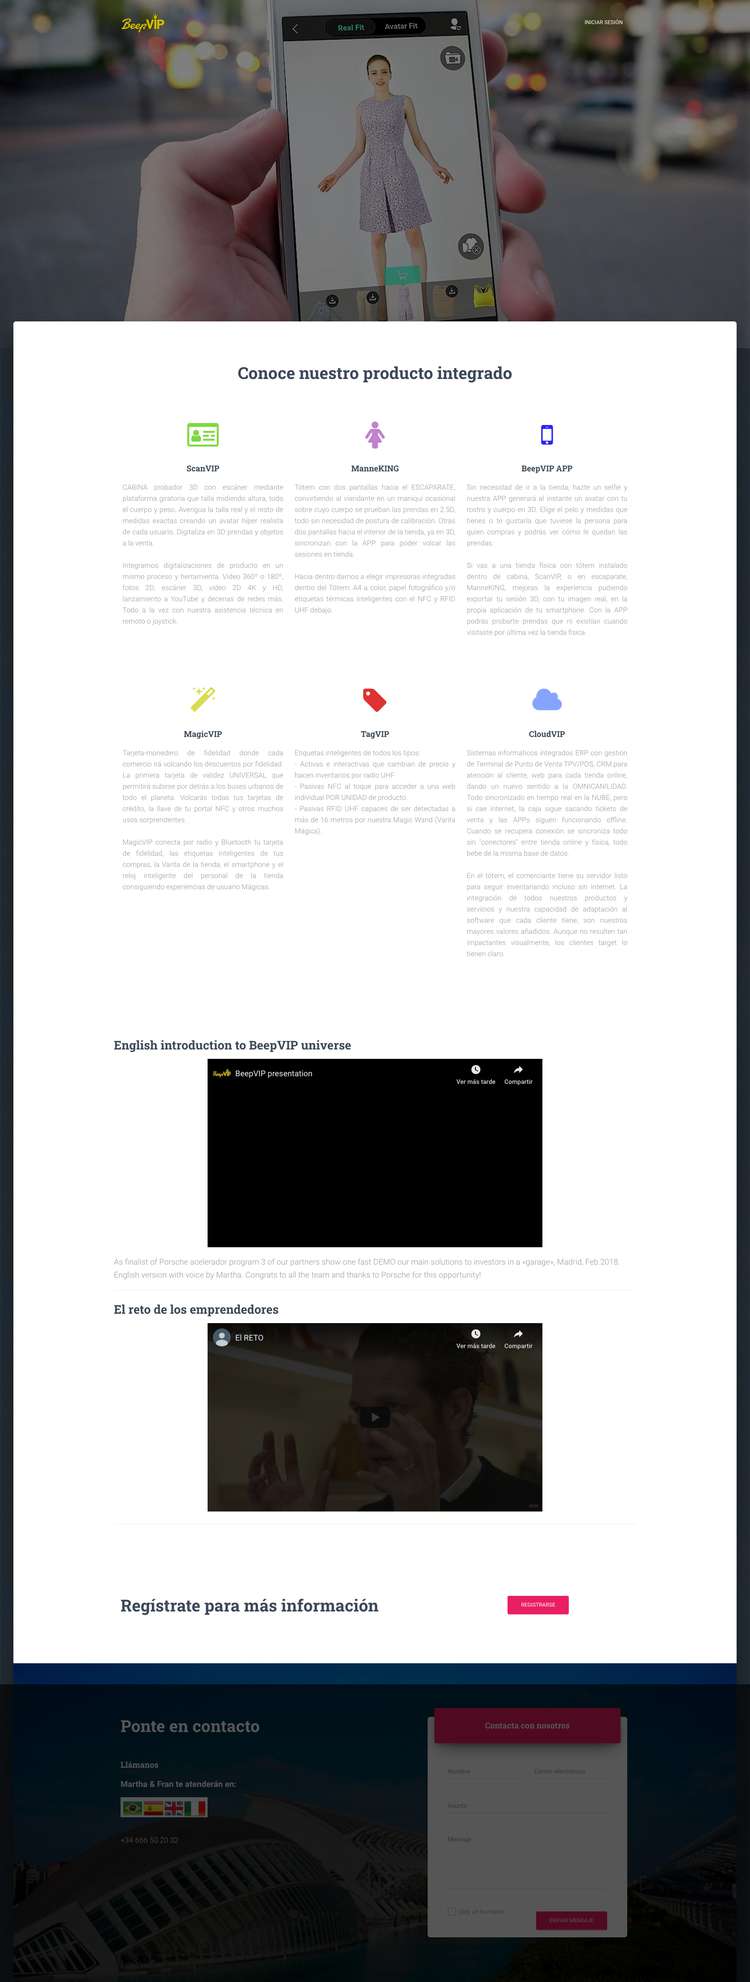 BeepVIP
INICIAR SESIÓN
Real Fit
Avatar Fit
Conoce nuestro producto integrado
ScanVIP
CABINA probador 3D con escáner mediante
plataforma giratoria que talla midiendo altura, todo
el cuerpo y peso. Averigua la talla real y el resto de
medidas exactas creando un avatar hiper realista
de cada usuario. Digitaliza en 3D prendas y objetos
a la venta.
Integramos digitalizaciones de producto en un
mismo proceso y herramienta. Video 360º o 180º,
fotos 2D, escáner 3D, video 2D 4K y HD,
lanzamiento a YouTube y decenas de redes más.
Todo a la vez con nuestra asistencia técnica en
remoto o joystick.
ManneKING
Tótem con dos pantallas hacia el ESCAPARATE,
convirtiendo al viandante en un maniquí ocasional
sobre cuyo cuerpo se prueban las prendas en 2.5D,
todo sin necesidad de postura de calibración. Otras
dos pantallas hacia el interior de la tienda, ya en 3D,
sincronizan con la APP para poder volcar las
sesiones en tienda.
Hacia dentro damos a elegir impresoras integradas
dentro del Tótem: A4 a color, papel fotográfico y/o
etiquetas térmicas inteligentes con el NFC y RFID
UHF debajo.
BeepVIP APP
Sin necesidad de ir a la tienda, hazte un selfie y
nuestra APP generará al instante un avatar con tu
rostro y cuerpo en 3D. Elige el pelo y medidas que
tienes o te gustaría que tuviese la persona para
quien compras y podrás ver cómo le quedan las
prendas.
Si vas a una tienda física con tótem instalado
dentro de cabina, ScanVIP, o en escaparate,
ManneKING, mejoras la experiencia pudiendo
exportar tu sesión 3D, con tu imagen real, en la
propia aplicación de tu smartphone. Con la APP
podrás probarte prendas que ni existían cuando
visitaste por última vez la tienda física.
MagicVIP
Tarjeta-monedero de fidelidad donde cada
comercio irá volcando los descuentos por fidelidad.
La primera tarjeta de validez UNIVERSAL que
permitirá subirse por detrás a los buses urbanos de
todo el planeta. Volcarás todas tus tarjetas de
crédito, la llave de tu portal NFC y otros muchos
usos sorprendentes.
MagicVIP conecta por radio y Bluetooth tu tarjeta
de fidelidad, las etiquetas inteligentes de tus
compras, la Varita de la tienda, el smartphone y el
reloj inteligente del personal de la tienda
consiguiendo experiencias de usuario Mágicas.
TagVIP
Etiquetas inteligentes de todos los tipos:
- Activas e interactivas que cambian de precio y
hacen inventarios por radio UHF
- Pasivas NFC al toque para acceder a una web
individual POR UNIDAD de producto.
- Pasivas RFID UHF capaces de ser detectadas a
más de 16 metros por nuestra Magic Wand (Varita
Mágica).
CloudVIP
Sistemas informáticos integrados ERP con gestión
de Terminal de Punto de Venta TPV/POS, CRM para
atención al cliente, web para cada tienda online,
dando un nuevo sentido a la OMNICANLIDAD.
Todo sincronizado en tiempo real en la NUBE, pero
si cae internet, la caja sigue sacando tickets de
venta y las APPs siguen funcionando offline.
Cuando se recupera conexión se sincroniza todo
sin "conectores" entre tienda online y física, todo
bebe de la misma base de datos.
En el tótem, el comerciante tiene su servidor listo
para seguir inventariando incluso sin internet. La
integración de todos nuestros productos y
servicios y nuestra capacidad de adaptación al
software que cada cliente tiene, son nuestros
mayores valores añadidos. Aunque no resulten tan
impactantes visualmente, los clientes target lo
tienen claro.
English introduction to BeepVIP universe
BeepVIP
BeepVIP presentation
Ver más tarde
Compartir
As finalist of Porsche acelerador program 3 of our partners show one fast DEMO our main solutions to investors in a «garage», Madrid, Feb.2018.
English version with voice by Martha. Congrats to all the team and thanks to Porsche for this opportunity!
El reto de los emprendedores
El RETO
Ver más tarde
Compartir
Regístrate para más información
REGISTRARSE
Ponte en contacto
Llámanos
Martha & Fran te atenderán en:
+34 666 50 20 02
Contácta con nosotros
Nombre
Correo electrónico
Asunto
Mensaje
ENVIAR MENSAJE